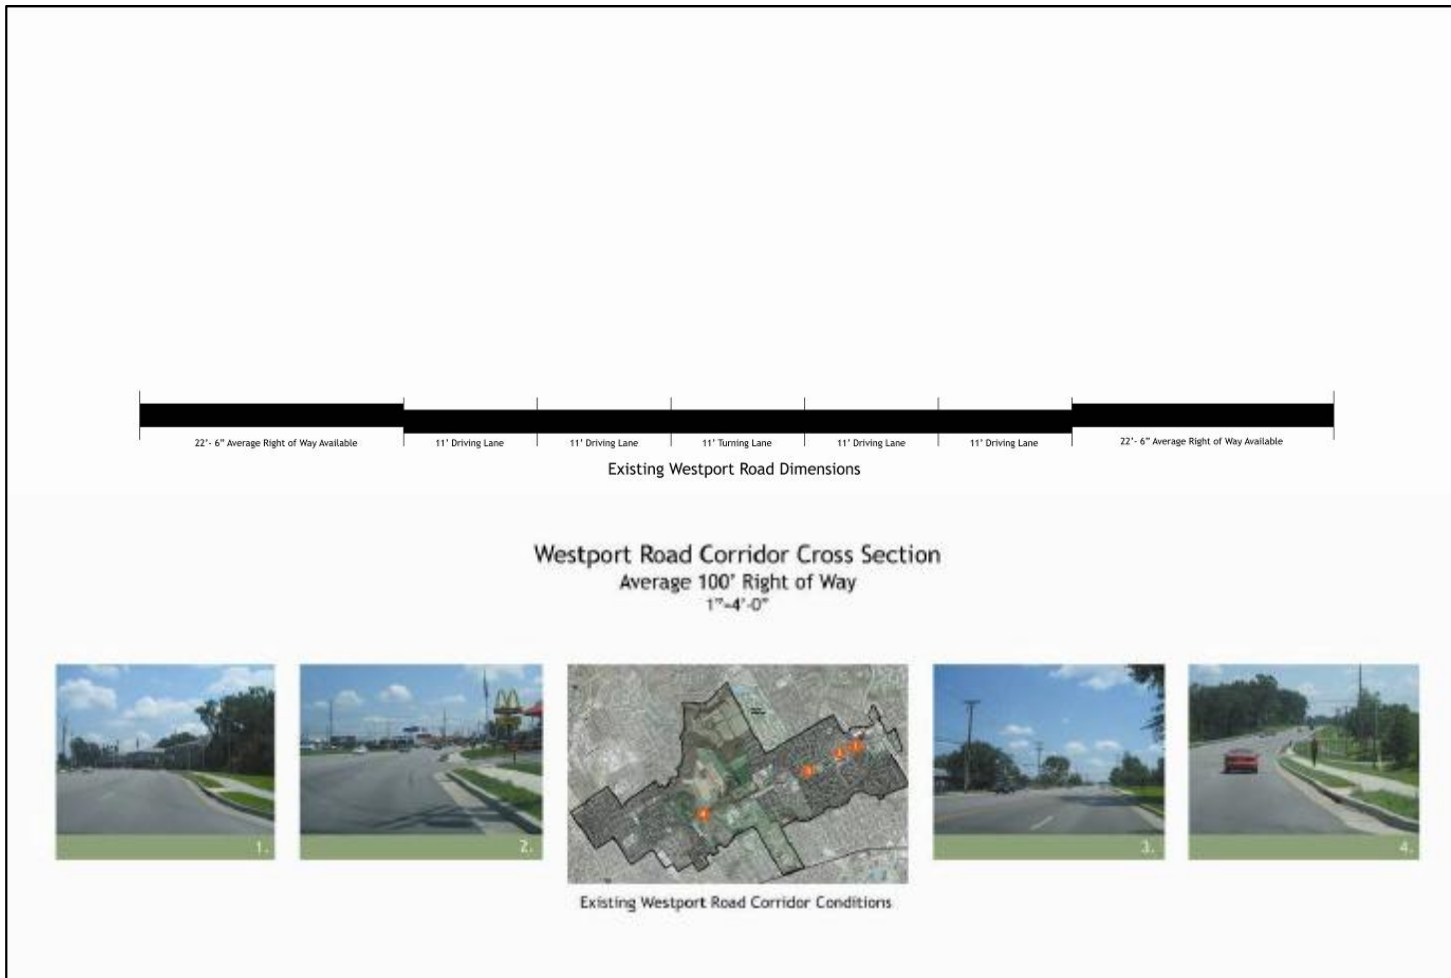 22'- 6" Average Right of Way Available
11' Driving Lane
11' Driving Lane
11' Turning Lane
11' Driving Lane
11' Driving Lane
22'- 6" Average Right of Way Available
Existing Westport Road Dimensions
Westport Road Corridor Cross Section
Average 100' Right of Way
1"=4'-0"
1.
2.
3.
4.
Existing Westport Road Corridor Conditions